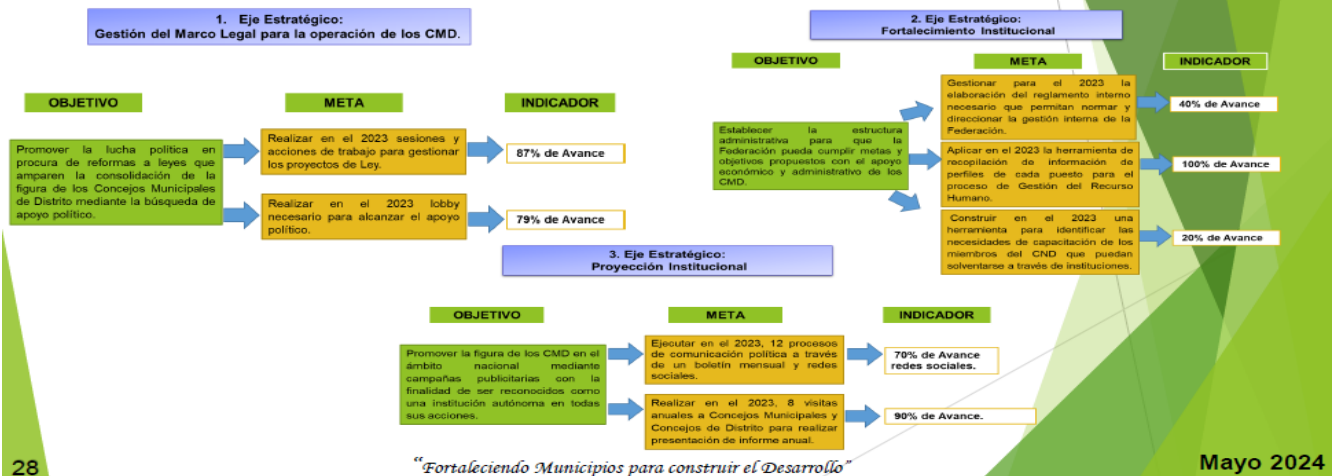 1. Eje Estratégico:
Gestión del Marco Legal para la operación de los CMD.
OBJETIVO
META
INDICADOR
Promover la lucha política en
procura de reformas a leyes que
amparen la consolidación de la
figura de los Concejos Municipales
de Distrito mediante la búsqueda de
apoyo político.
Realizar en el 2023 sesiones y
acciones de trabajo para gestionar
los proyectos de Ley.
87% de Avance
Realizar en el 2023 lobby
necesario para alcanzar el apoyo
político.
79% de Avance
2. Eje Estratégico:
Fortalecimiento Institucional
OBJETIVO
META
INDICADOR
Establecer la estructura
administrativa para que la
Federación pueda cumplir metas y
objetivos propuestos con el apoyo
económico y administrativo de los
CMD.
Gestionar para el 2023 la
elaboración del reglamento interno
necesario que permitan normar y
direccionar la gestión interna de la
Federación.
40% de Avance
Aplicar en el 2023 la herramienta de
recopilación de información de
perfiles de cada puesto para el
proceso de Gestión del Recurso
Humano.
100% de Avance
Construir en el 2023 una
herramienta para identificar las
necesidades de capacitación de los
miembros del CND que puedan
solventarse a través de instituciones.
20% de Avance
3. Eje Estratégico:
Proyección Institucional
OBJETIVO
META
INDICADOR
Promover la figura de los CMD en el
ámbito nacional mediante
campañas publicitarias con la
finalidad de ser reconocidos como
una institución autónoma en todas
sus acciones.
Ejecutar en el 2023, 12 procesos
de comunicación política a través
de un boletín mensual y redes
sociales.
70% de Avance
redes sociales.
Realizar en el 2023, 8 visitas
anuales a Concejos Municipales y
Concejos de Distrito para realizar
presentación de informe anual.
90% de Avance.
28
“Fortaleciendo Municipios para construir el Desarrollo”
Mayo 2024